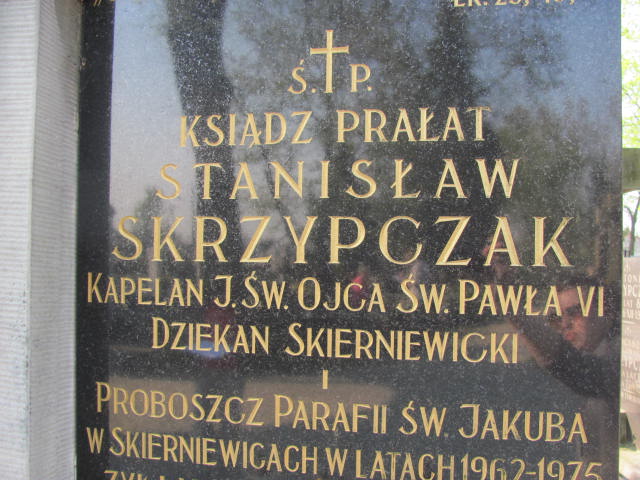 Ś.P.
KSIĄDZ PRAŁAT
STANISŁAW
SKRZYPCZAK
KAPELAN J. ŚW. OJCA ŚW. PAWŁA VI
DZIEKAN SKIERNIEWICKI
I
PROBOSZCZ PARAFII ŚW. JAKUBA
W SKIERNIEWICACH W LATACH 1962-1975